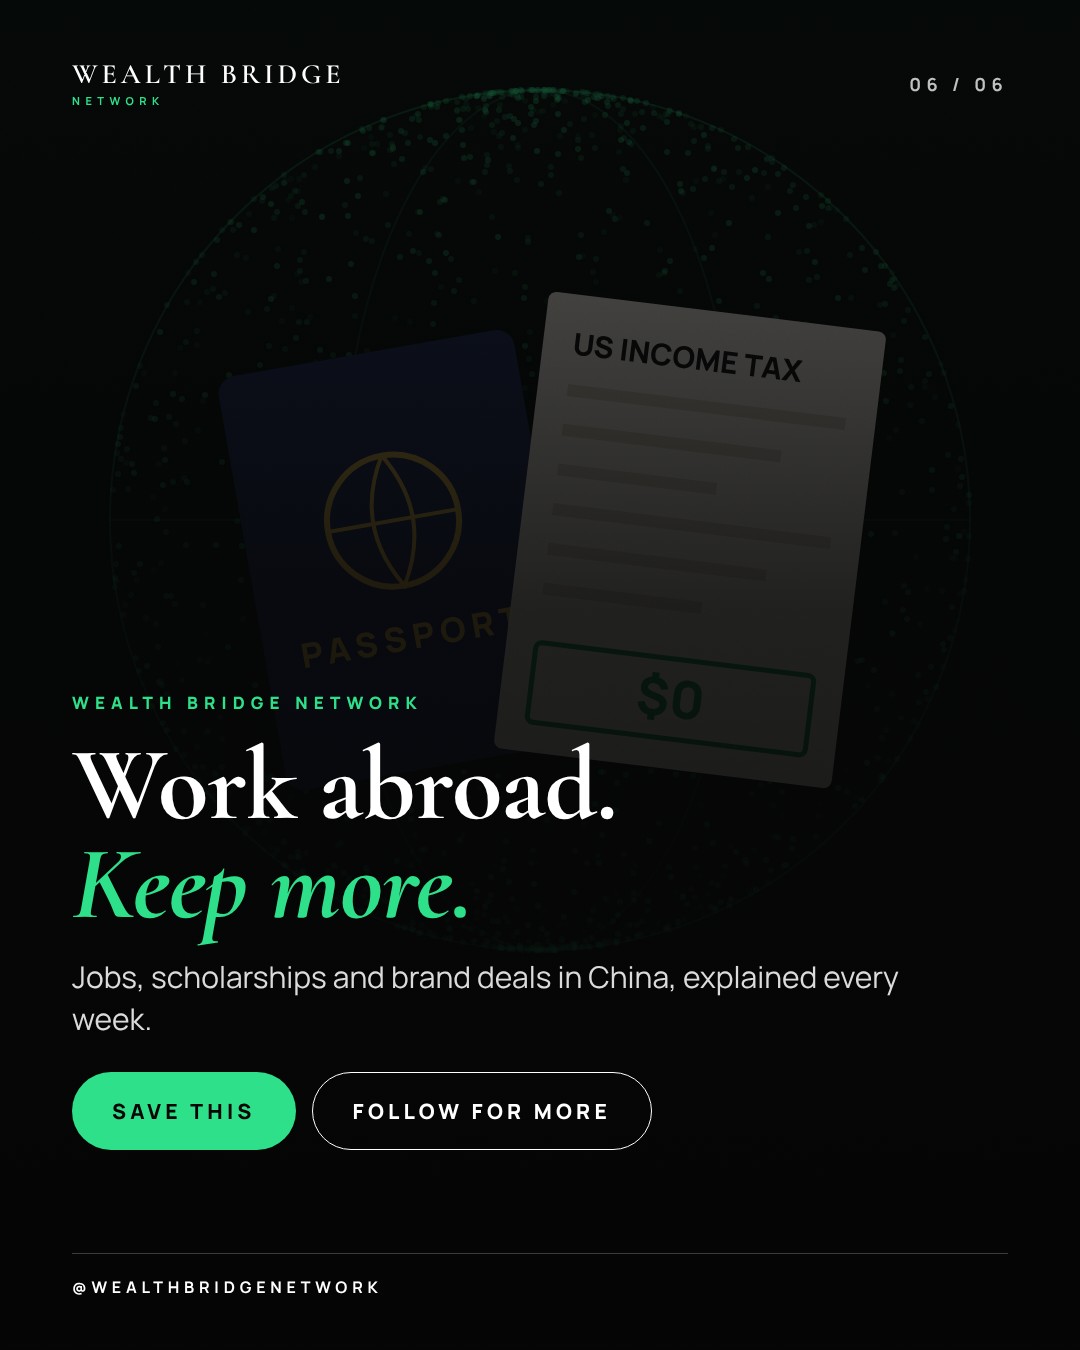 WEALTH BRIDGE
NETWORK
06 / 06
US INCOME TAX
PASSPORT
$0
WEALTH BRIDGE NETWORK
Work abroad.
Keep more.
Jobs, scholarships and brand deals in China, explained every
week.
SAVE THIS
FOLLOW FOR MORE
@WEALTHBRIDGENETWORK